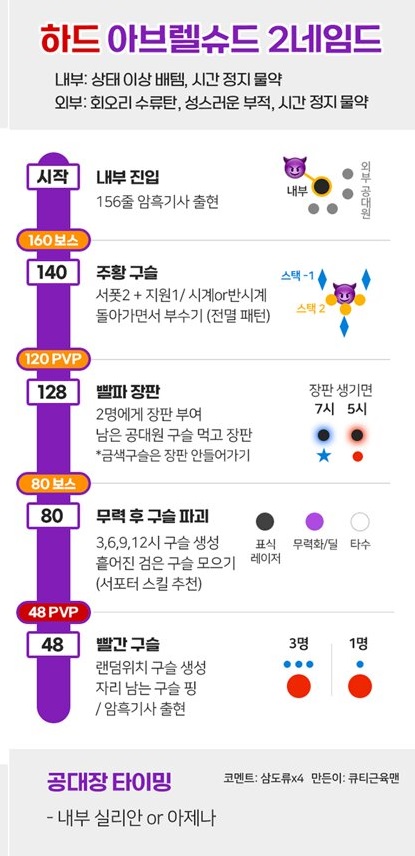 하드 아브렐슈드 2네임드
내부: 상태 이상 배템, 시간 정지 물약
외부: 회오리 수류탄, 성스러운 부적, 시간 정지 물약
시작
내부 진입
156줄 암흑기사 출현
내부
외부 공대원
160 보스
140
주황 구슬
서폿2 + 지원1/ 시계or반시계
돌아가면서 부수기 (전멸 패턴)
스택 -1
스택 2
120 PVP
128
빨파 장판
2명에게 장판 부여
남은 공대원 구슬 먹고 장판
*금색구슬은 장판 안들어가기
장판 생기면
7시 5시
80 보스
80
무력 후 구슬 파괴
3,6,9,12시 구슬 생성
흩어진 검은 구슬 모으기
(서포터 스킬 추천)
표식 레이저
무력화/딜
타수
48 PVP
48
빨간 구슬
랜덤위치 구슬 생성
자리 남는 구슬 핑
/ 암흑기사 출현
3명 1명
공대장 타이밍
코멘트: 삼도류x4 만든이: 큐티근육맨
- 내부 실리안 or 아제나